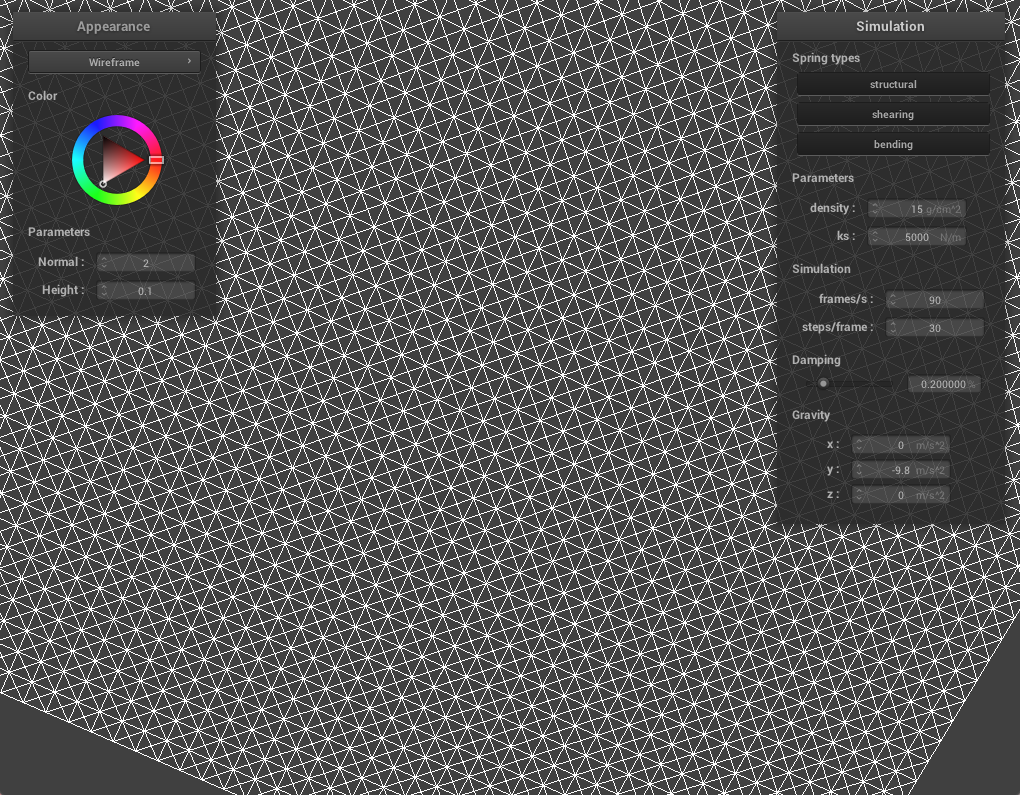 Appearance
Wireframe ›
Color
Parameters
Normal : 2
Height : 0.1
Simulation
Spring types
structural
shearing
bending
Parameters
density : 15 g/cm^2
ks : 5000 N/m
Simulation
frames/s : 90
steps/frame : 30
Damping
0.200000 %
Gravity
x : 0 m/s^2
y : -9.8 m/s^2
z : 0 m/s^2